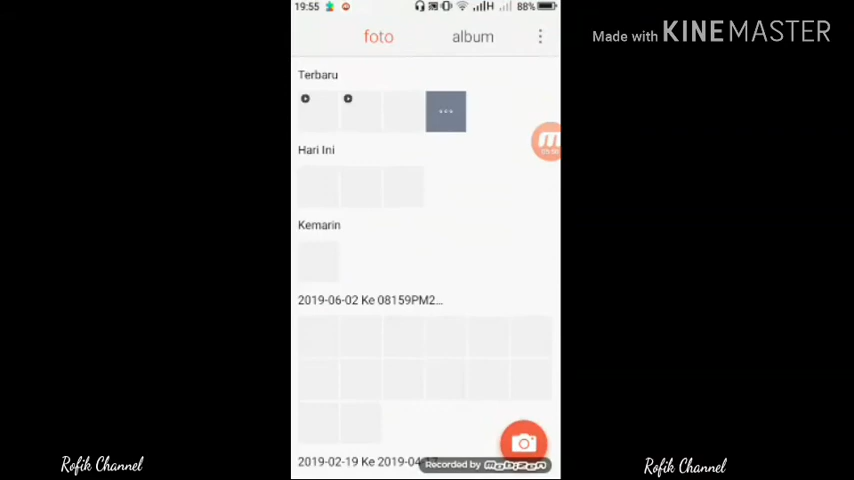 19:55
88%
foto
album
Made with KINEMASTER
Terbaru
Hari Ini
Kemarin
2019-06-02 Ke 08159PM2...
2019-02-19 Ke 2019-04-
Recorded by mobizen
Rofik Channel
Rofik Channel